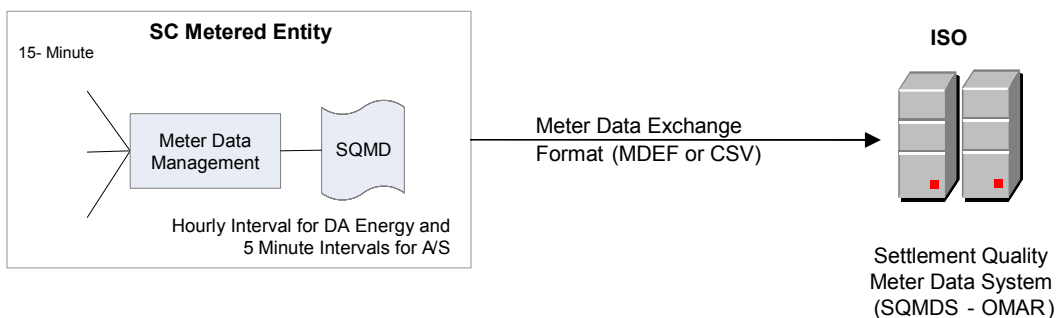 SC Metered Entity
15- Minute
Meter Data
Management
SQMD
Hourly Interval for DA Energy and
5 Minute Intervals for A/S
Meter Data Exchange
Format (MDEF or CSV)
ISO
Settlement Quality
Meter Data System
(SQMDS - OMAR)